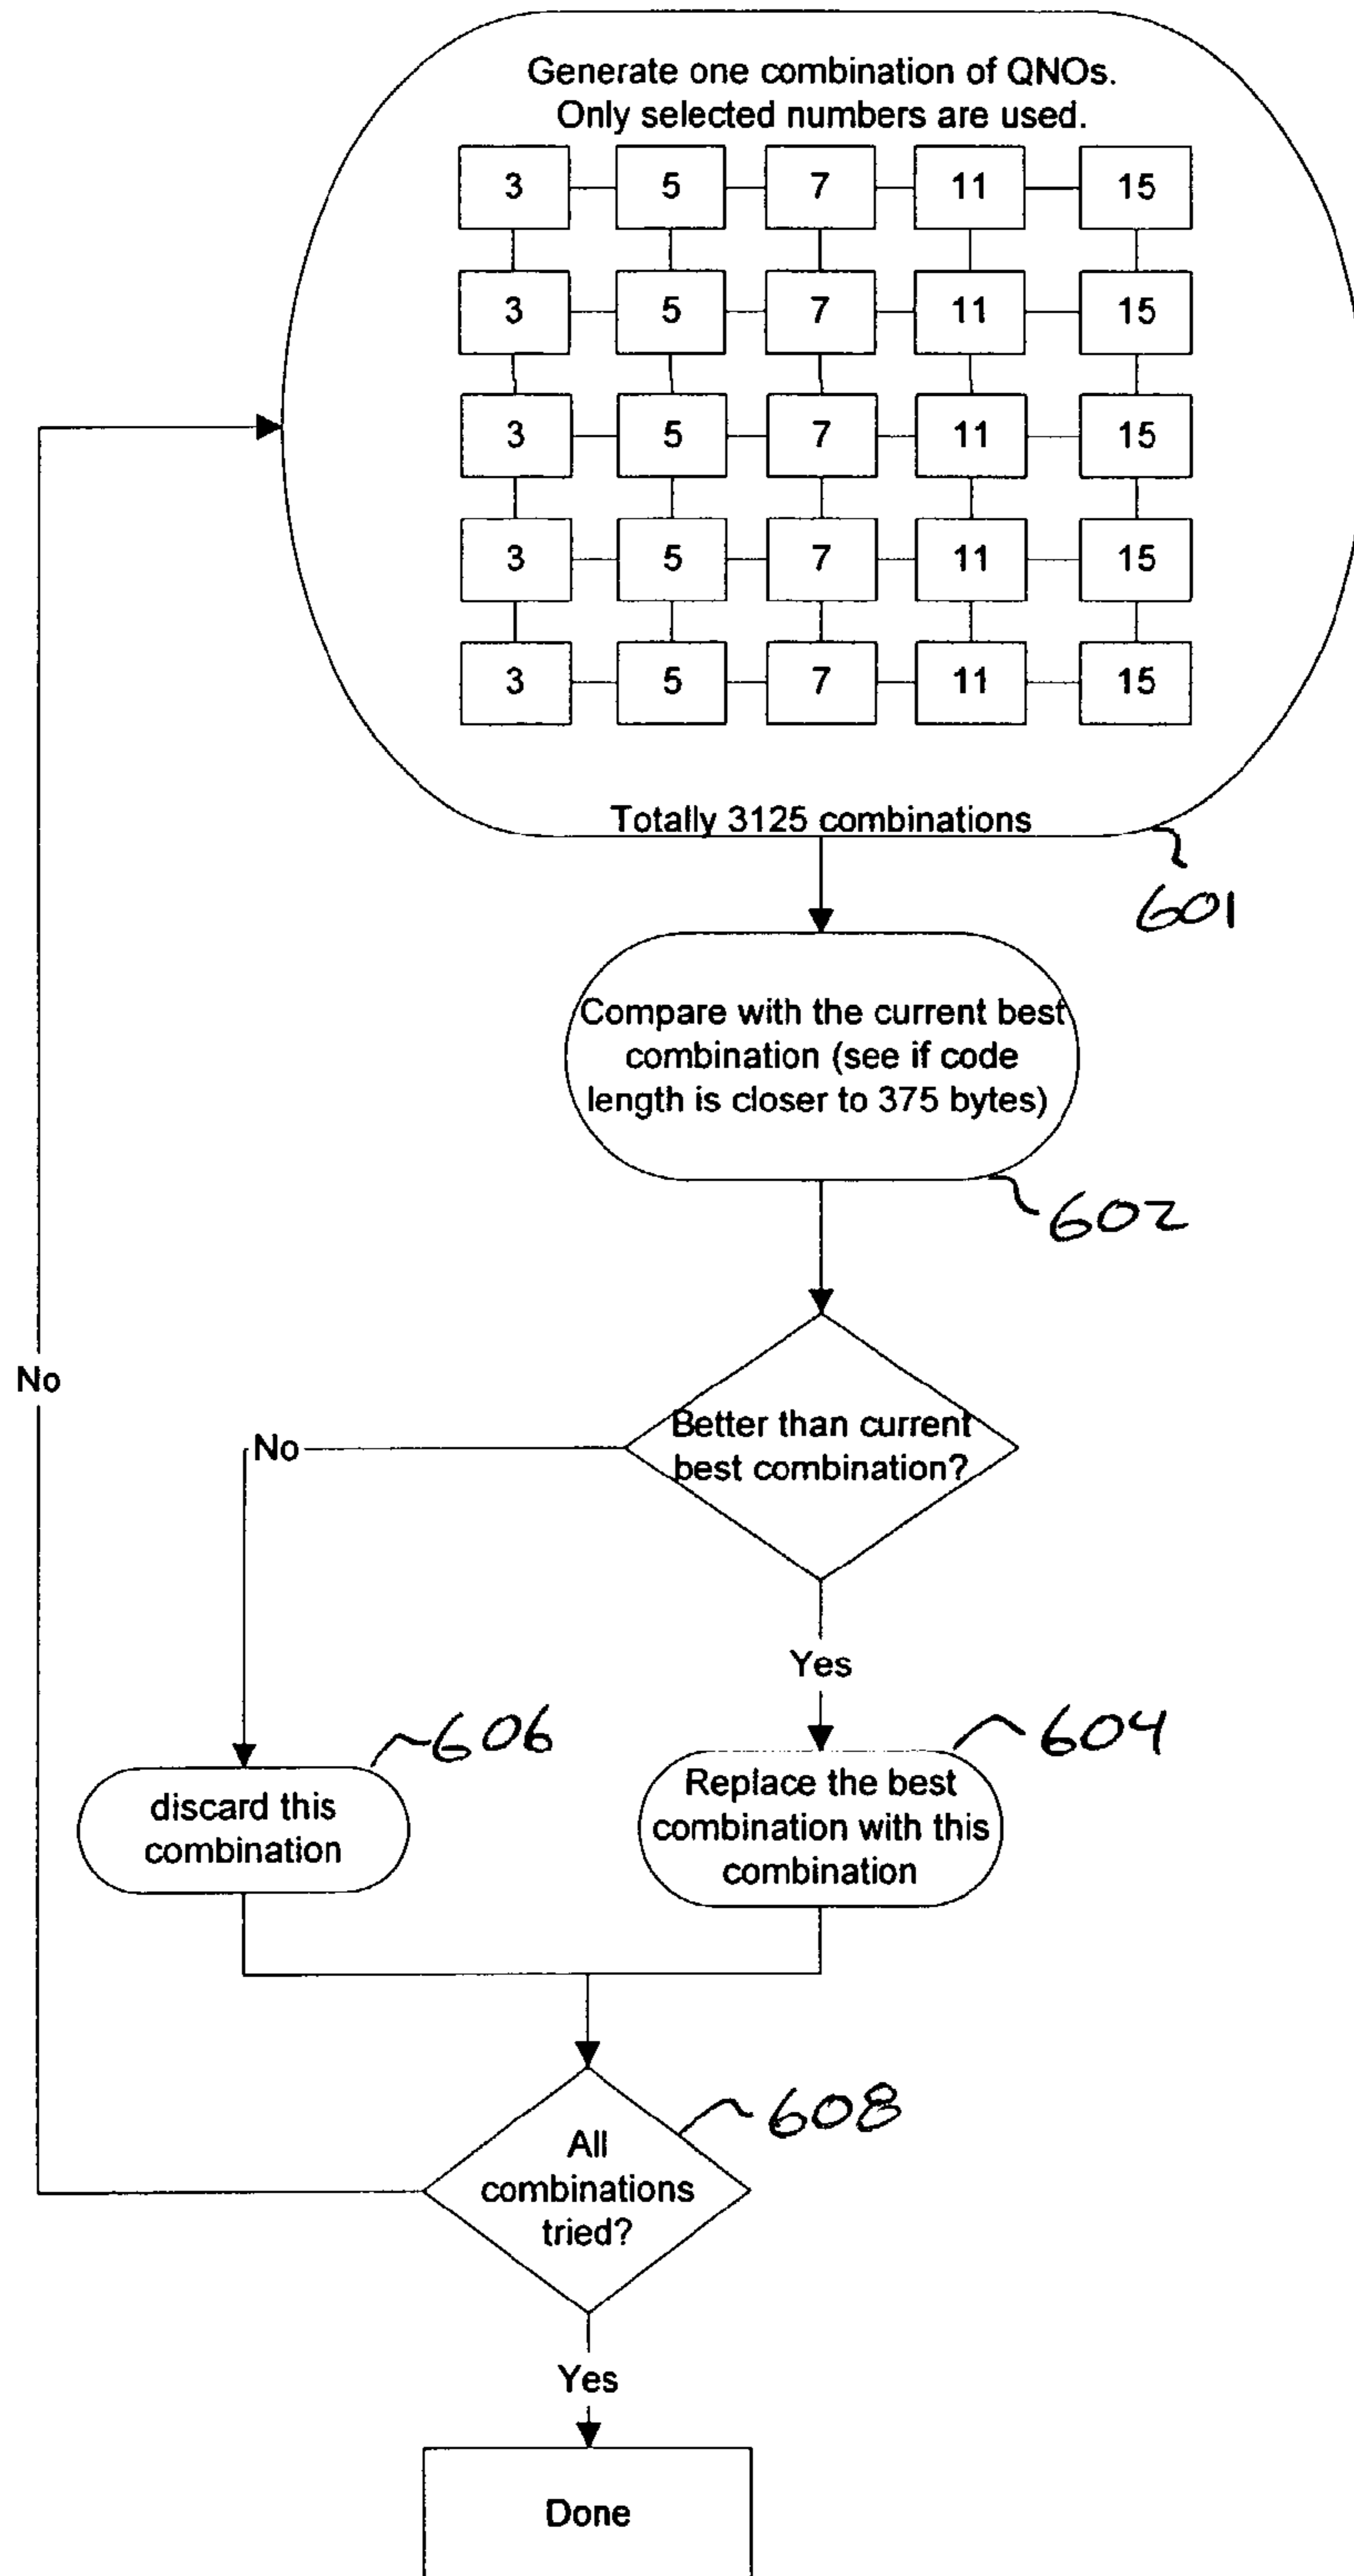 Generate one combination of QNOs.
Only selected numbers are used.
3 5 7 11 15
3 5 7 11 15
3 5 7 11 15
3 5 7 11 15
3 5 7 11 15
Totally 3125 combinations
601
Compare with the current best
combination (see if code
length is closer to 375 bytes)
602
No
Better than current
best combination?
No
Yes
606
604
discard this
combination
Replace the best
combination with this
combination
608
All
combinations
tried?
Yes
Done